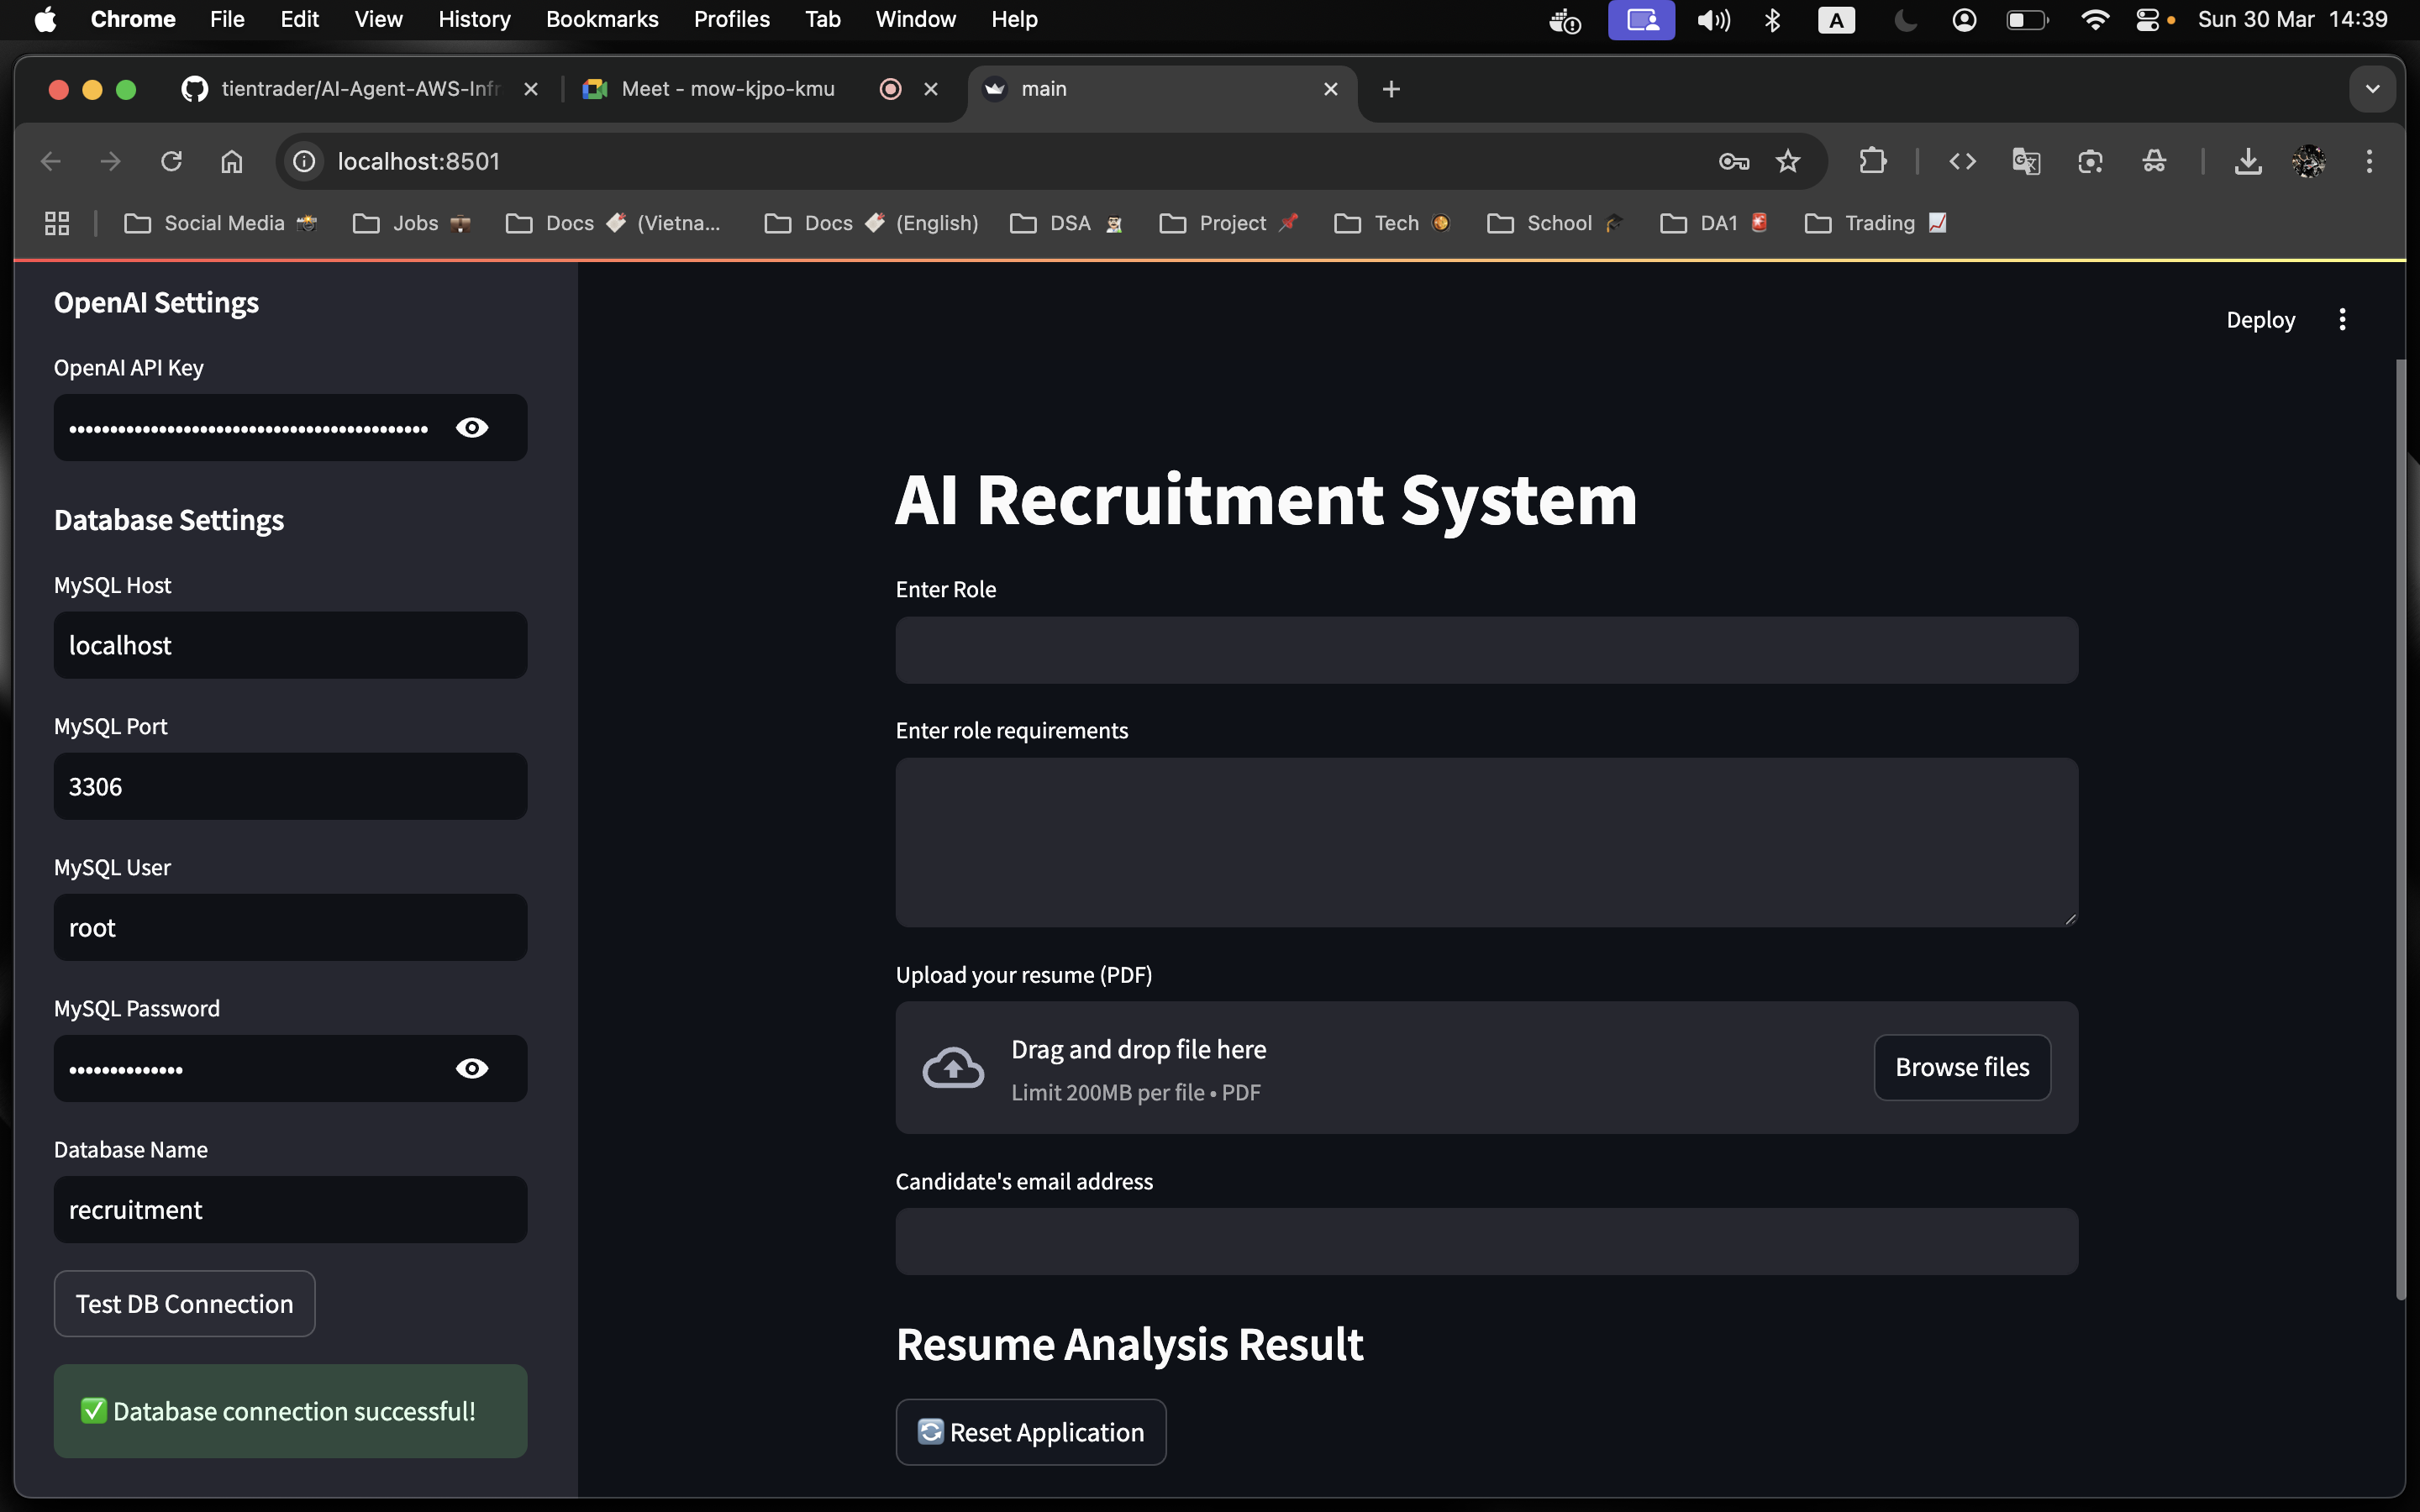 Chrome File Edit View History Bookmarks Profiles Tab Window Help A Sun 30 Mar 14:39
tientrader/AI-Agent-AWS-Infr Meet - mow-kjpo-kmu main
localhost:8501
Social Media Jobs Docs (Vietna... Docs (English) DSA Project Tech School DA1 Trading
OpenAI Settings
OpenAI API Key
••••••••••••••••••••••••••••••••••••••••••••
Database Settings
MySQL Host
localhost
MySQL Port
3306
MySQL User
root
MySQL Password
••••••••••••••
Database Name
recruitment
Test DB Connection
✅ Database connection successful!
Deploy
AI Recruitment System
Enter Role
Enter role requirements
Upload your resume (PDF)
Drag and drop file here
Limit 200MB per file • PDF
Browse files
Candidate's email address
Resume Analysis Result
🔄 Reset Application